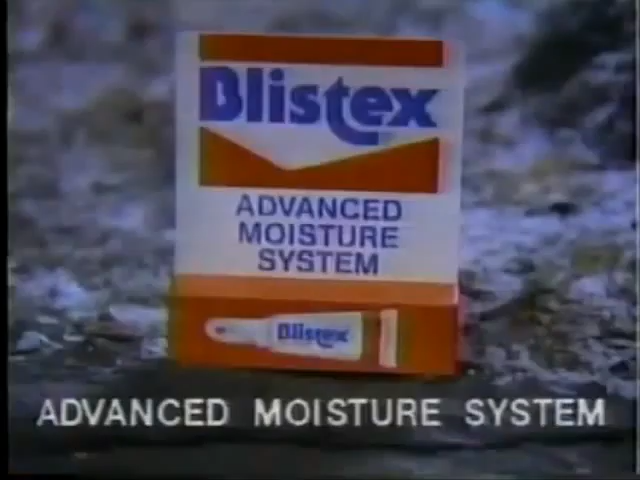 Blistex
ADVANCED
MOISTURE
SYSTEM
Blistex
ADVANCED MOISTURE SYSTEM